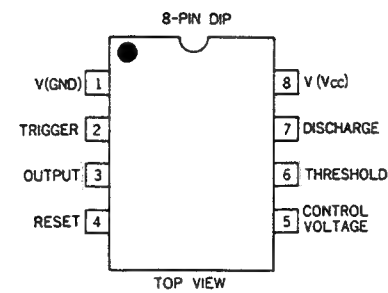 8-PIN DIP
V(GND) 1
8 V (Vcc)
TRIGGER 2
7 DISCHARGE
OUTPUT 3
6 THRESHOLD
RESET 4
5 CONTROL
VOLTAGE
TOP VIEW